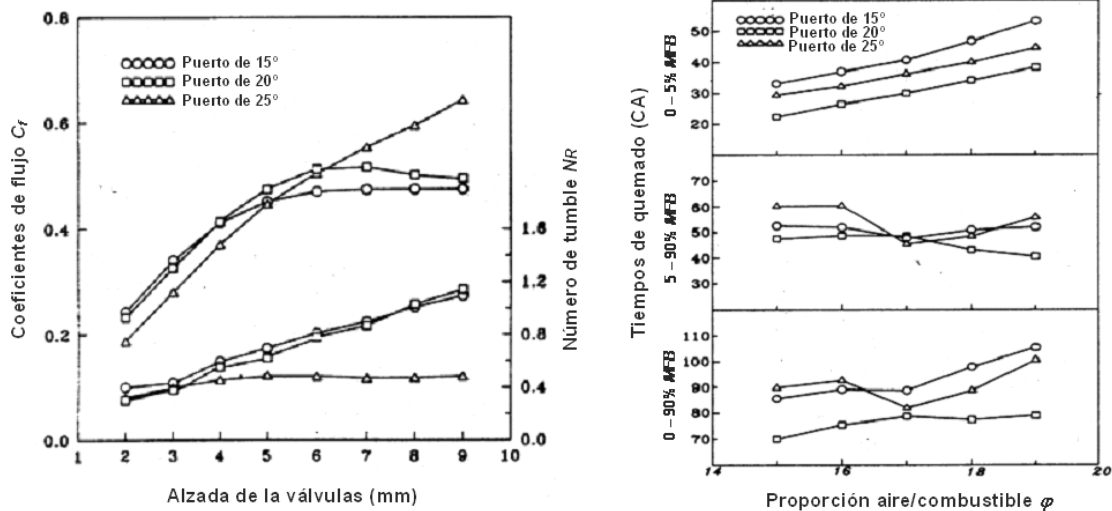 0.8
0.6
0.4
0.2
0.0
Coeficientes de flujo Cf
Puerto de 15°
Puerto de 20°
Puerto de 25°
1.6
1.2
0.8
0.4
0.0
Número de tumble NR
1 2 3 4 5 6 7 8 9 10
Alzada de la válvulas (mm)
Tiempos de quemado (CA)
0 – 5% MFB
50
40
30
20
Puerto de 15°
Puerto de 20°
Puerto de 25°
5 – 90% MFB
60
50
40
30
0 – 90% MFB
110
100
90
80
70
14 16 18 20
Proporción aire/combustible φ